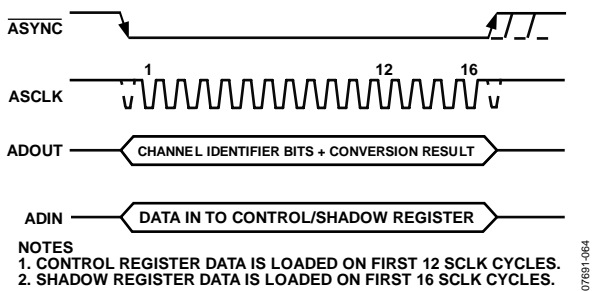 ASYNC
1 12 16
ASCLK
ADOUT CHANNEL IDENTIFIER BITS + CONVERSION RESULT
ADIN DATA IN TO CONTROL/SHADOW REGISTER
NOTES
1. CONTROL REGISTER DATA IS LOADED ON FIRST 12 SCLK CYCLES.
2. SHADOW REGISTER DATA IS LOADED ON FIRST 16 SCLK CYCLES.
07691-064